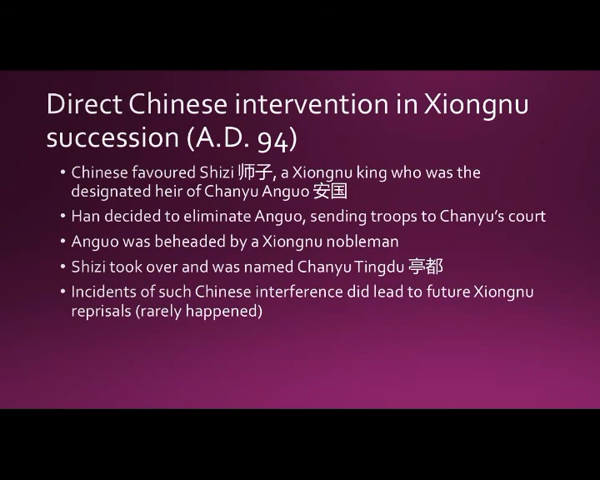 Direct Chinese intervention in Xiongnu
succession (A.D. 94)
• Chinese favoured Shizi 师子, a Xiongnu king who was the
designated heir of Chanyu Anguo 安国
• Han decided to eliminate Anguo, sending troops to Chanyu's court
• Anguo was beheaded by a Xiongnu nobleman
• Shizi took over and was named Chanyu Tingdu 亭都
• Incidents of such Chinese interference did lead to future Xiongnu
reprisals (rarely happened)